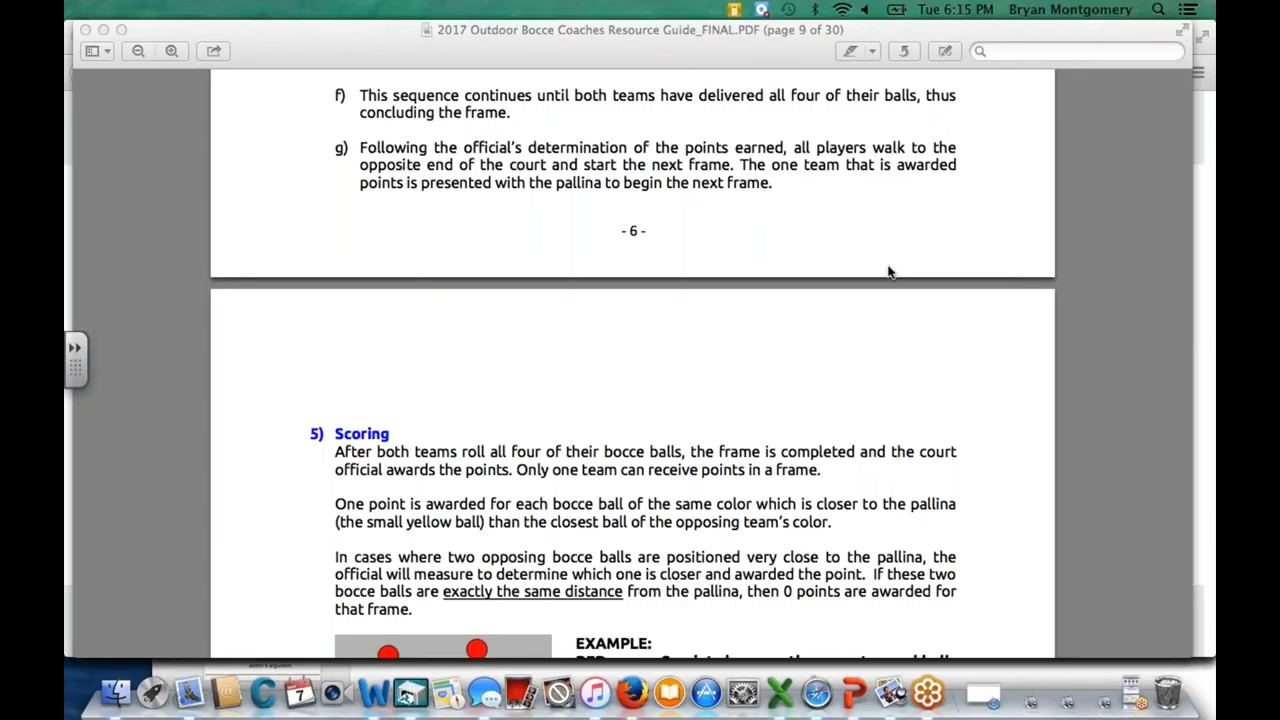 Tue 6:15 PM Bryan Montgomery
2017 Outdoor Bocce Coaches Resource Guide_FINAL.PDF (page 9 of 30)
f) This sequence continues until both teams have delivered all four of their balls, thus
concluding the frame.
g) Following the official's determination of the points earned, all players walk to the
opposite end of the court and start the next frame. The one team that is awarded
points is presented with the pallina to begin the next frame.
- 6 -
5) Scoring
After both teams roll all four of their bocce balls, the frame is completed and the court
official awards the points. Only one team can receive points in a frame.
One point is awarded for each bocce ball of the same color which is closer to the pallina
(the small yellow ball) than the closest ball of the opposing team's color.
In cases where two opposing bocce balls are positioned very close to the pallina, the
official will measure to determine which one is closer and awarded the point. If these two
bocce balls are exactly the same distance from the pallina, then 0 points are awarded for
that frame.
EXAMPLE: